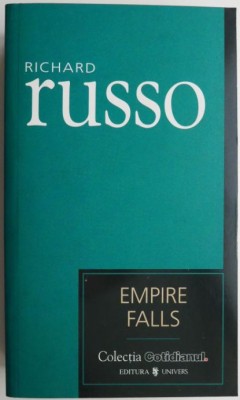 RICHARD
russo
EMPIRE
FALLS
Colecția Cotidianul.
EDITURA UNIVERS